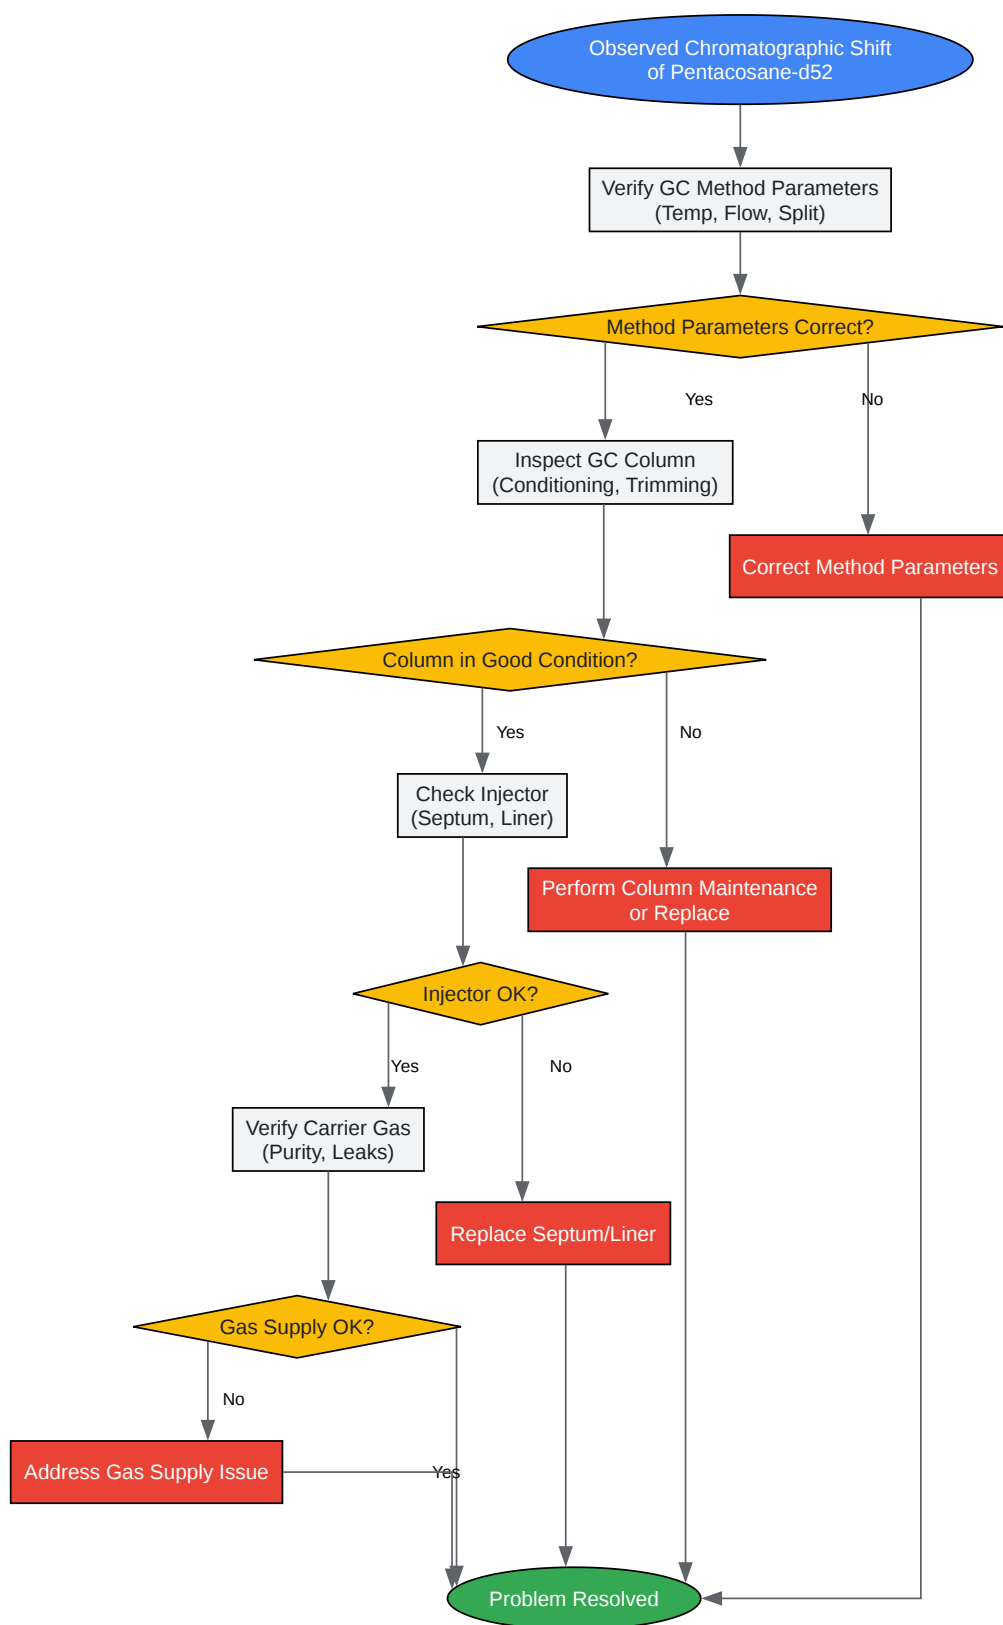 Observed Chromatographic Shift
of Pentacosane-d52
Verify GC Method Parameters
(Temp, Flow, Split)
Method Parameters Correct?
Yes
No
Inspect GC Column
(Conditioning, Trimming)
Correct Method Parameters
Column in Good Condition?
Yes
No
Check Injector
(Septum, Liner)
Perform Column Maintenance
or Replace
Injector OK?
Yes
No
Verify Carrier Gas
(Purity, Leaks)
Replace Septum/Liner
Gas Supply OK?
No
Address Gas Supply Issue
Yes
Problem Resolved